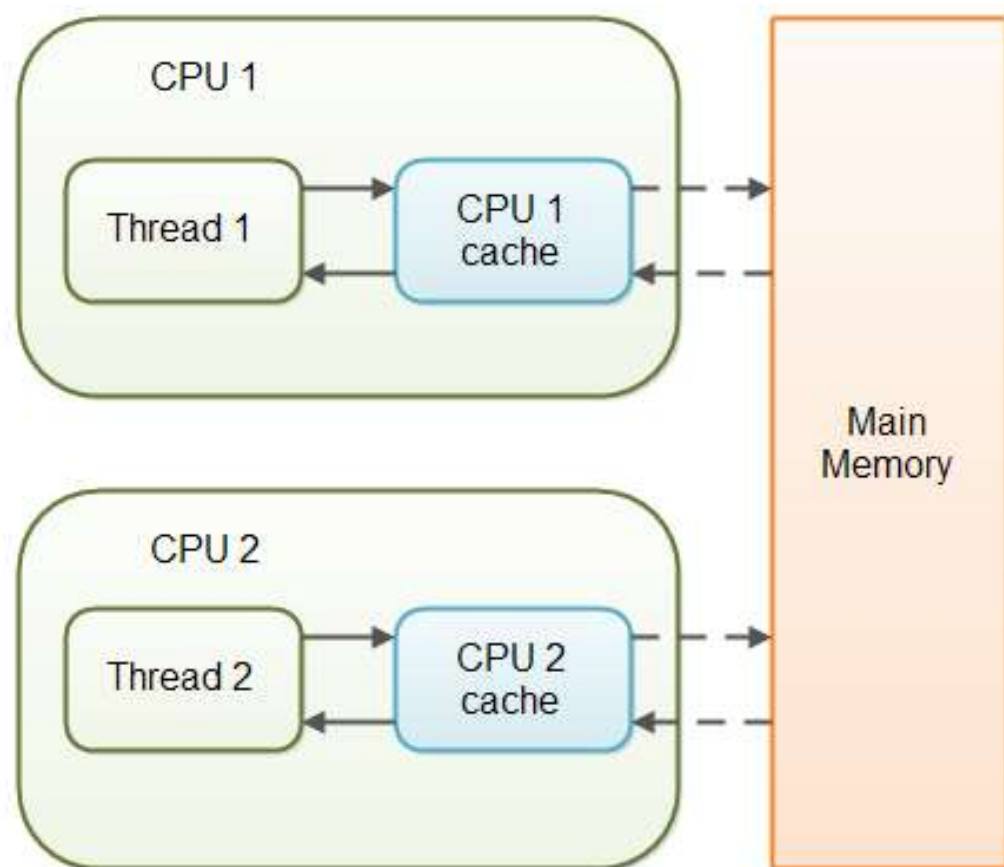 CPU 1
Thread 1
CPU 1
cache
Main
Memory
CPU 2
Thread 2
CPU 2
cache